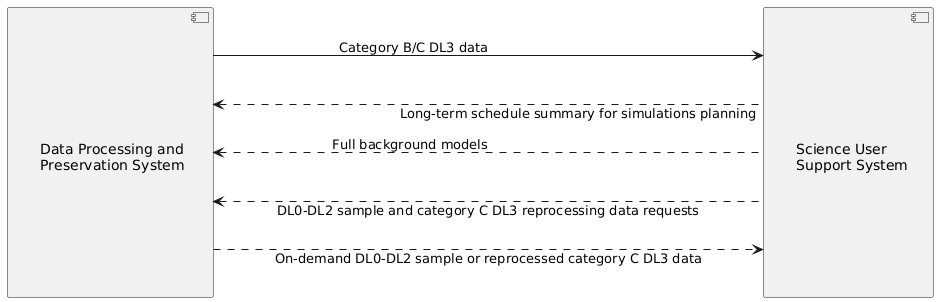 Category B/C DL3 data
Long-term schedule summary for simulations planning
Full background models
Data Processing and
Preservation System
Science User
Support System
DL0-DL2 sample and category C DL3 reprocessing data requests
On-demand DL0-DL2 sample or reprocessed category C DL3 data